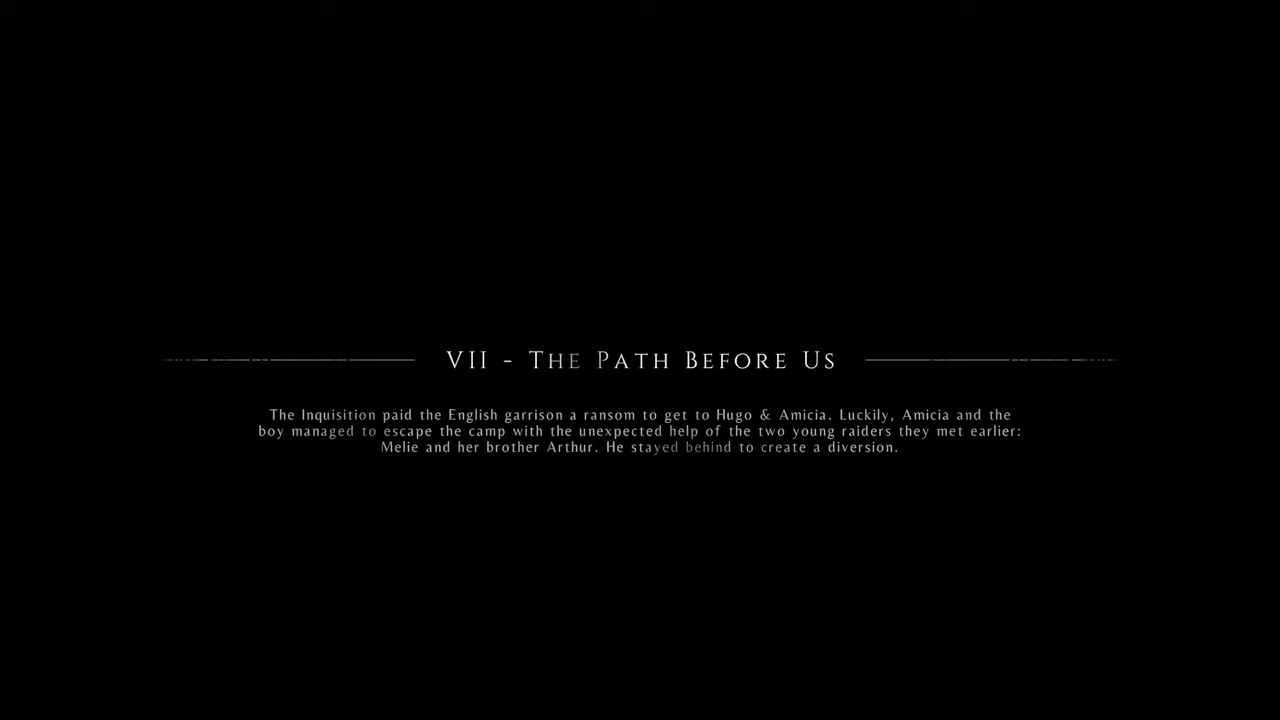 VII - The Path Before Us
The Inquisition paid the English garrison a ransom to get to Hugo & Amicia. Luckily, Amicia and the
boy managed to escape the camp with the unexpected help of the two young raiders they met earlier:
Melie and her brother Arthur. He stayed behind to create a diversion.